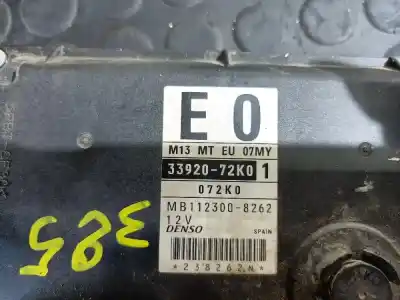 E 0
M13 MT EU 07MY
33920-72K0 1
072K0
MB112300-8262
12V
DENSO
SPAIN
*238262N*
385